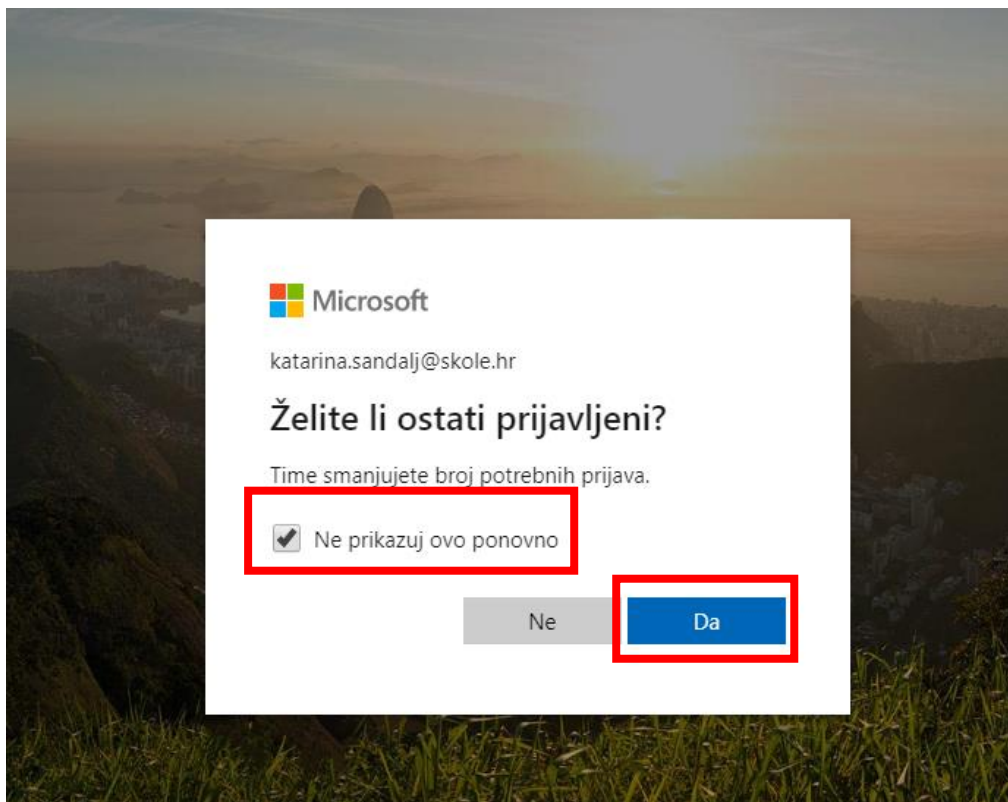 Microsoft
katarina.sandalj@skole.hr
Želite li ostati prijavljeni?
Time smanjujete broj potrebnih prijava.
Ne prikazuj ovo ponovno
Ne
Da